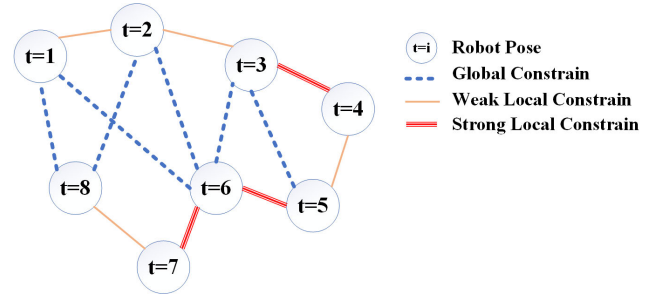 t=1
t=2
t=3
t=4
t=8
t=6
t=5
t=7
t=i Robot Pose
Global Constrain
Weak Local Constrain
Strong Local Constrain